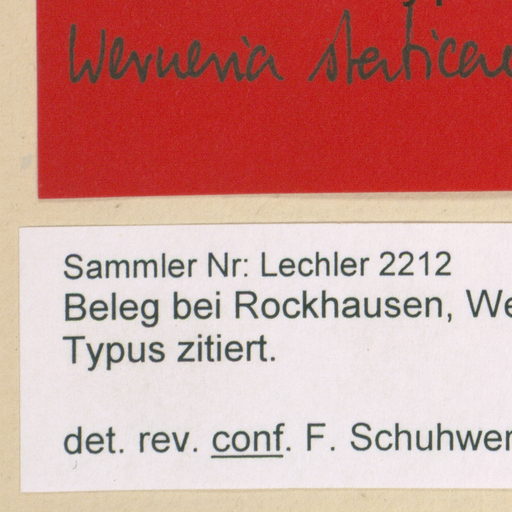 Werneria staticae
Sammler Nr: Lechler 2212
Beleg bei Rockhausen, We
Typus zitiert.
det. rev. conf. F. Schuhwer